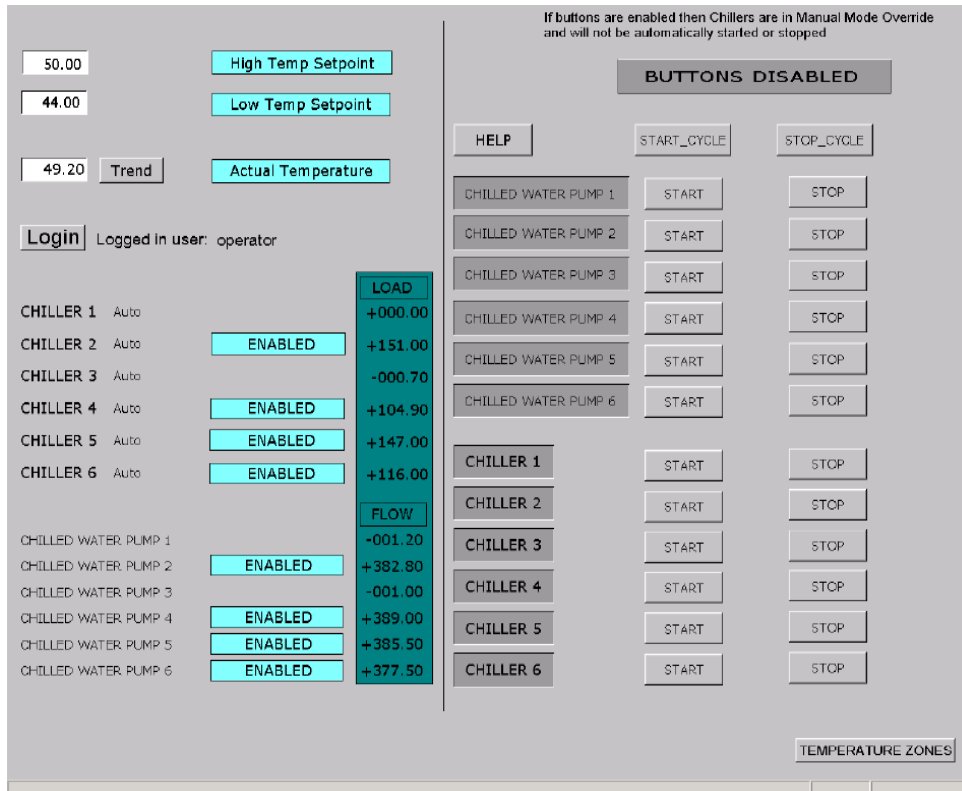 If buttons are enabled then Chillers are in Manual Mode Override
and will not be automatically started or stopped
50.00 High Temp Setpoint
44.00 Low Temp Setpoint
49.20 Trend Actual Temperature
Login Logged in user: operator
LOAD
CHILLER 1 Auto +000.00
CHILLER 2 Auto ENABLED +151.00
CHILLER 3 Auto -000.70
CHILLER 4 Auto ENABLED +104.90
CHILLER 5 Auto ENABLED +147.00
CHILLER 6 Auto ENABLED +116.00
FLOW
CHILLED WATER PUMP 1 -001.20
CHILLED WATER PUMP 2 ENABLED +382.80
CHILLED WATER PUMP 3 -001.00
CHILLED WATER PUMP 4 ENABLED +389.00
CHILLED WATER PUMP 5 ENABLED +385.50
CHILLED WATER PUMP 6 ENABLED +377.50
BUTTONS DISABLED
HELP START_CYCLE STOP_CYCLE
CHILLED WATER PUMP 1 START STOP
CHILLED WATER PUMP 2 START STOP
CHILLED WATER PUMP 3 START STOP
CHILLED WATER PUMP 4 START STOP
CHILLED WATER PUMP 5 START STOP
CHILLED WATER PUMP 6 START STOP
CHILLER 1 START STOP
CHILLER 2 START STOP
CHILLER 3 START STOP
CHILLER 4 START STOP
CHILLER 5 START STOP
CHILLER 6 START STOP
TEMPERATURE ZONES